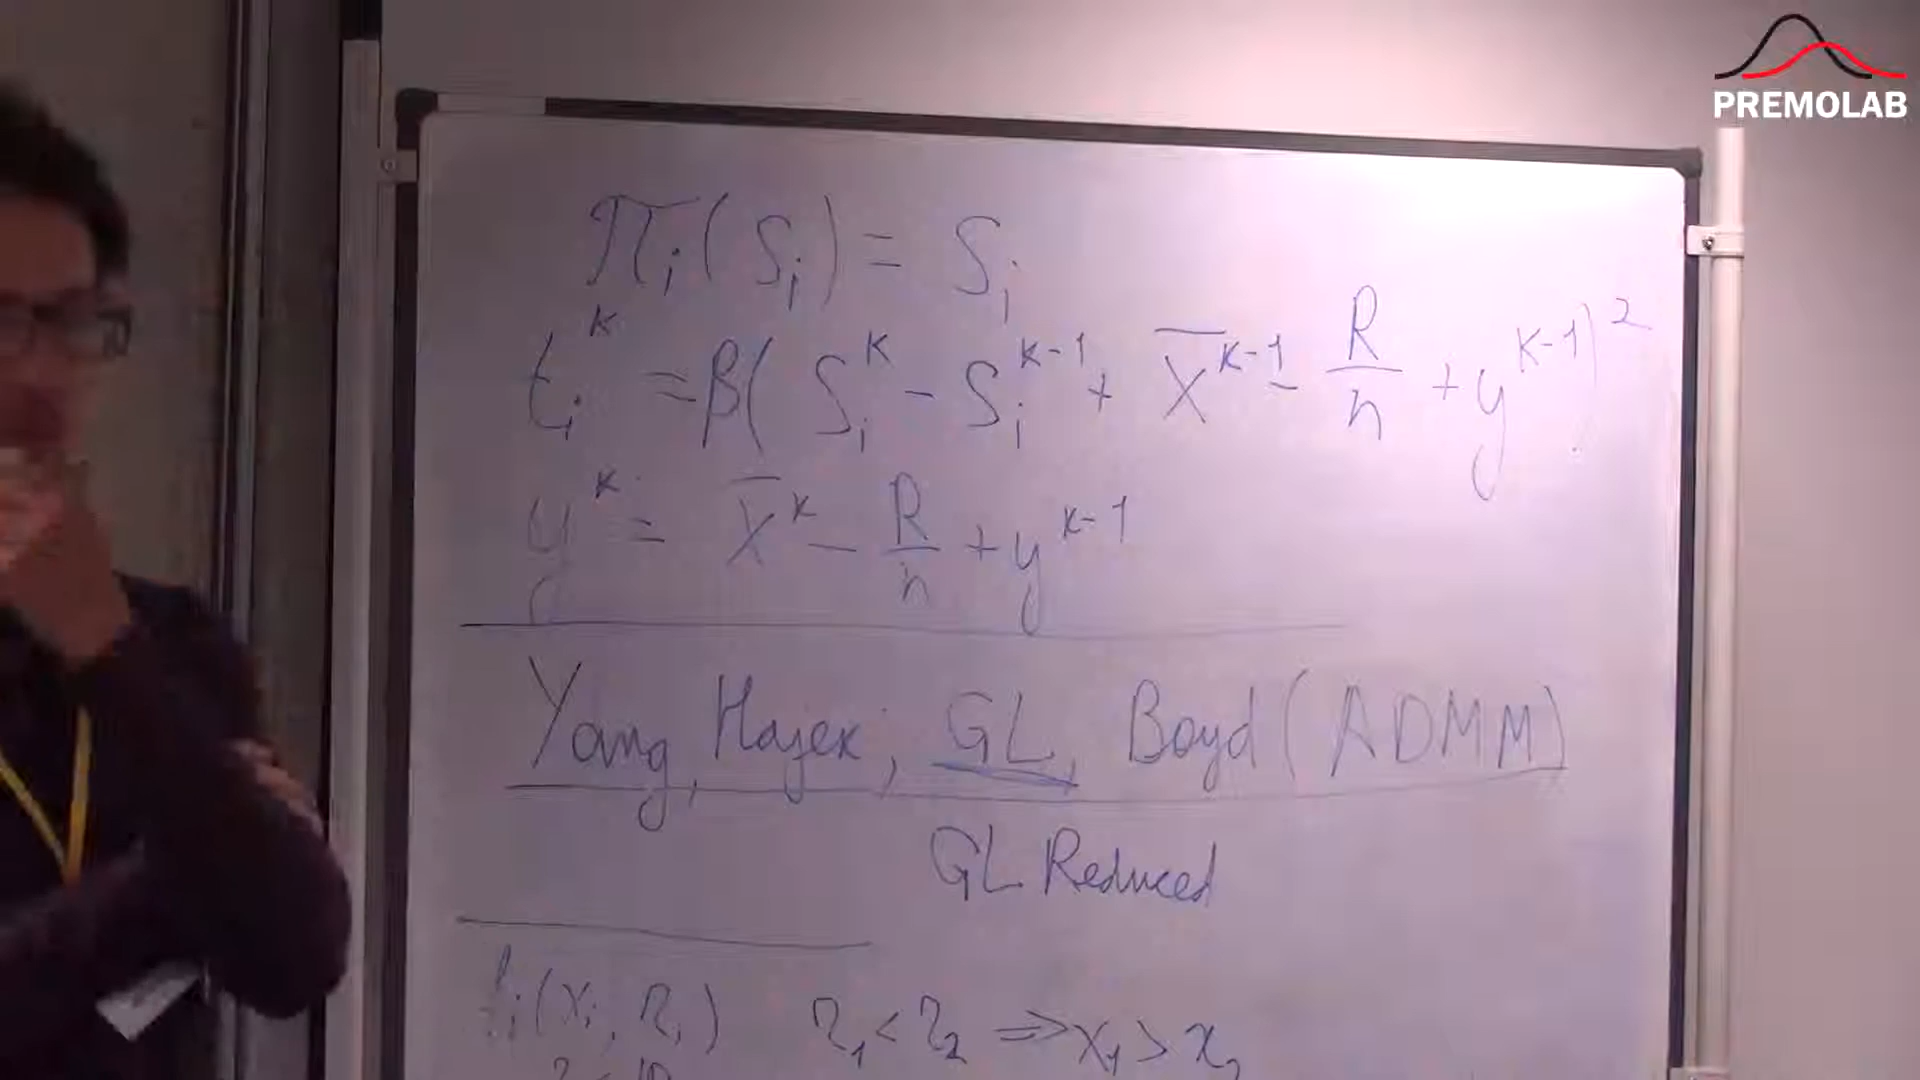 PREMOLAB
π_i(S_i) = S_i
t_i^k = β(S_i^k - S_i^{k-1} + X̄^{k-1} - R/n + y^{k-1})^2
y^k = X̄^k - R/n + y^{k-1}
Yang, Hajek; GL, Boyd (ADMM)
GL Reduced
(x_i, r_i) r_1 < r_2 ⇒ x_1 > x_2